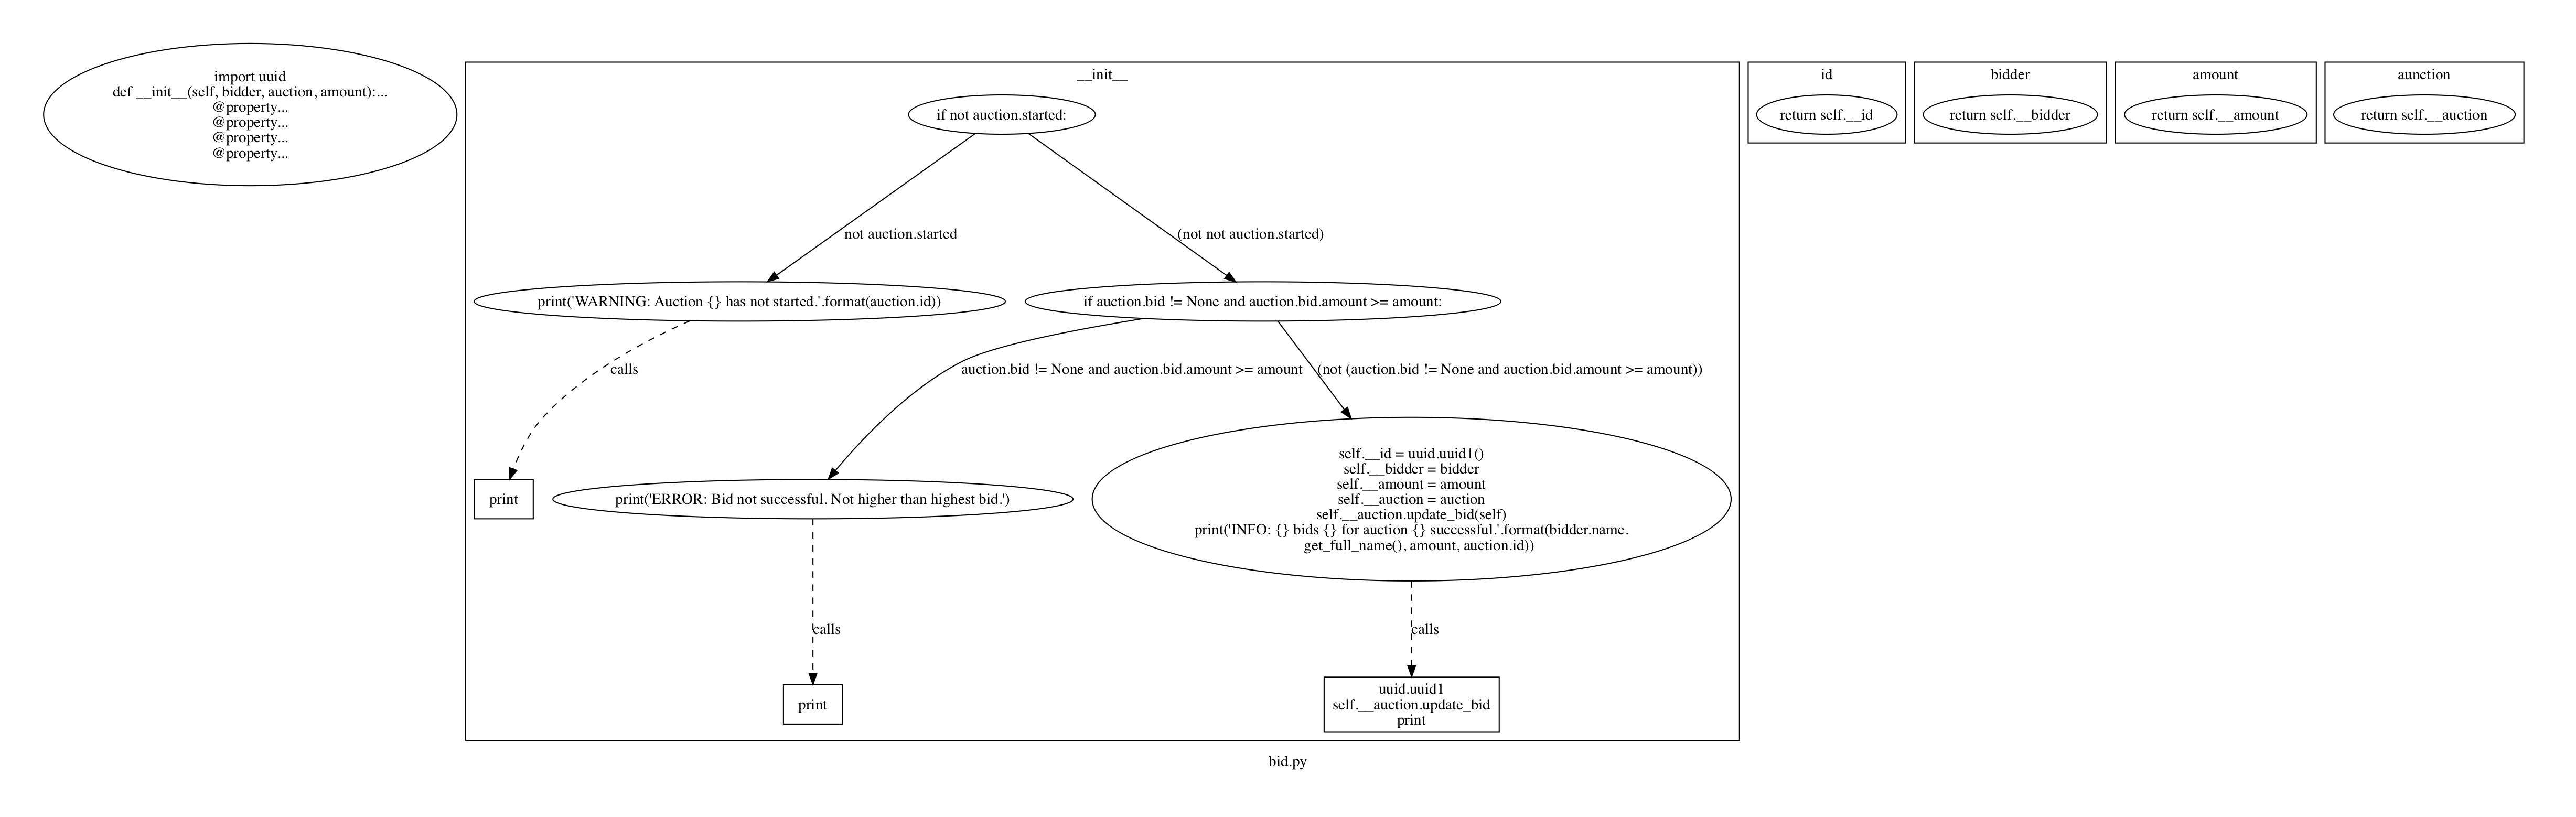 import uuid
def __init__(self, bidder, auction, amount):...
@property...
@property...
@property...
@property...
__init__
if not auction.started:
not auction.started
(not not auction.started)
print('WARNING: Auction {} has not started.'.format(auction.id))
if auction.bid != None and auction.bid.amount >= amount:
calls
auction.bid != None and auction.bid.amount >= amount
(not (auction.bid != None and auction.bid.amount >= amount))
print
print('ERROR: Bid not successful. Not higher than highest bid.')
self.__id = uuid.uuid1()
self.__bidder = bidder
self.__amount = amount
self.__auction = auction
self.__auction.update_bid(self)
print('INFO: {} bids {} for auction {} successful.'.format(bidder.name.
get_full_name(), amount, auction.id))
calls
calls
print
uuid.uuid1
self.__auction.update_bid
print
id
return self.__id
bidder
return self.__bidder
amount
return self.__amount
aunction
return self.__auction
bid.py